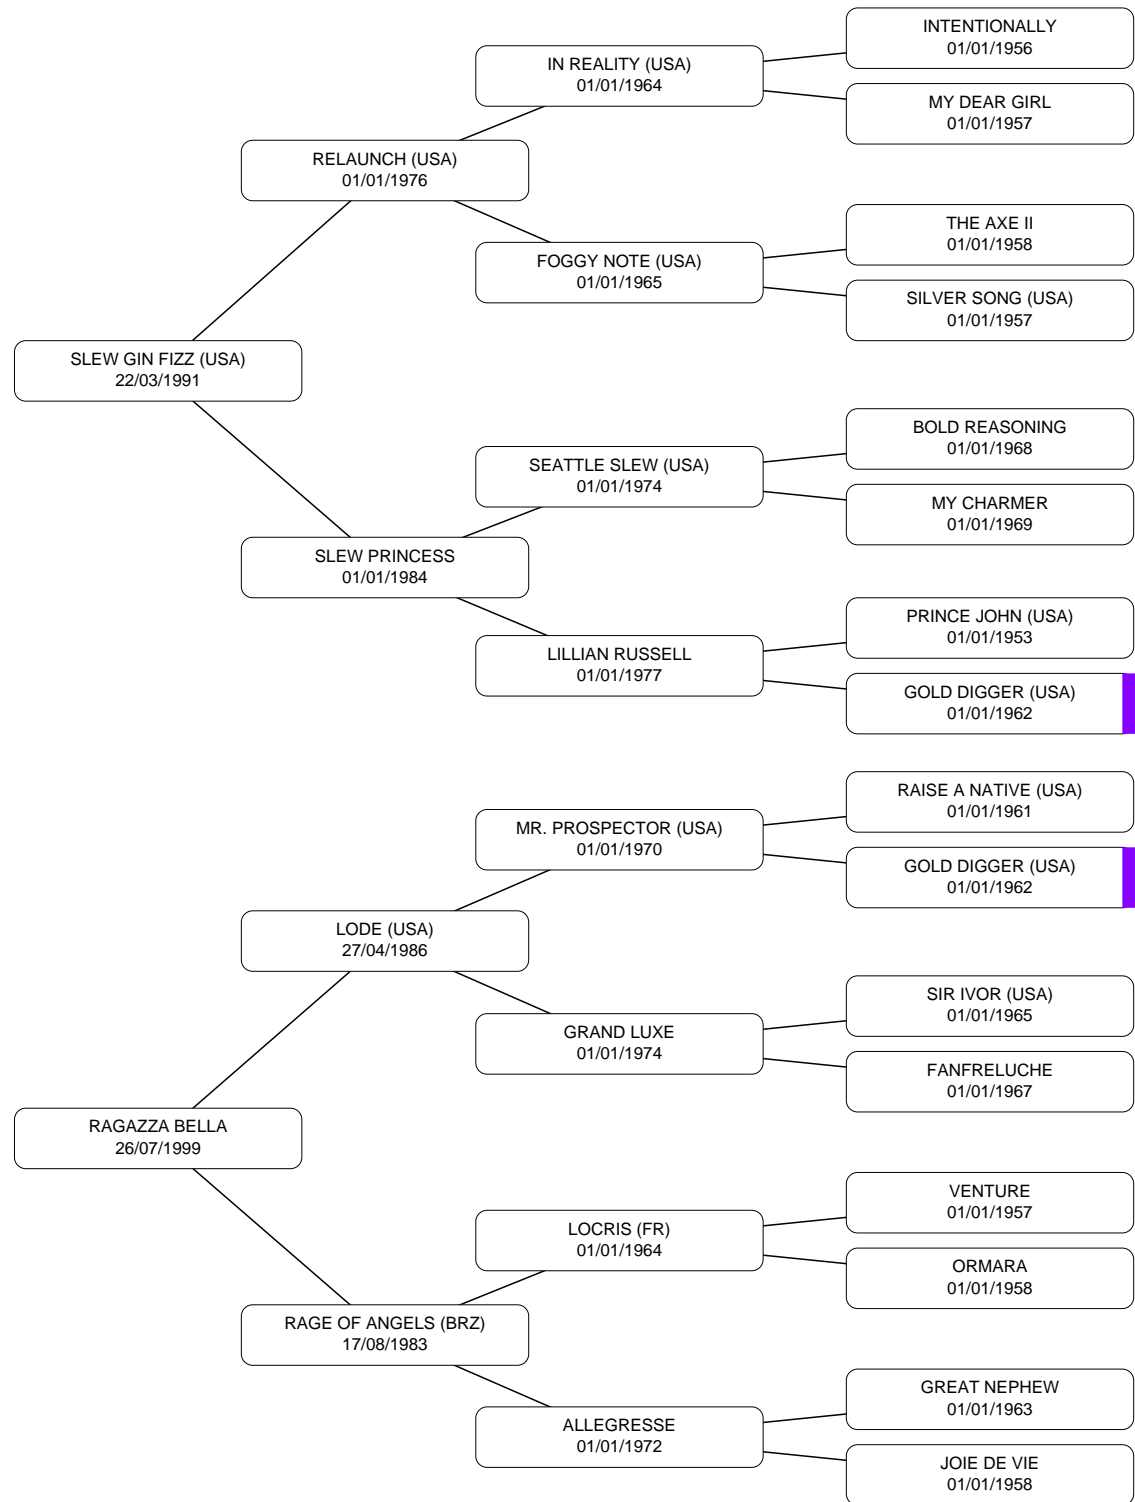 INTENTIONALLY
01/01/1956
IN REALITY (USA)
01/01/1964
MY DEAR GIRL
01/01/1957
RELAUNCH (USA)
01/01/1976
THE AXE II
01/01/1958
FOGGY NOTE (USA)
01/01/1965
SILVER SONG (USA)
01/01/1957
SLEW GIN FIZZ (USA)
22/03/1991
BOLD REASONING
01/01/1968
SEATTLE SLEW (USA)
01/01/1974
MY CHARMER
01/01/1969
SLEW PRINCESS
01/01/1984
PRINCE JOHN (USA)
01/01/1953
LILLIAN RUSSELL
01/01/1977
GOLD DIGGER (USA)
01/01/1962
RAISE A NATIVE (USA)
01/01/1961
MR. PROSPECTOR (USA)
01/01/1970
GOLD DIGGER (USA)
01/01/1962
LODE (USA)
27/04/1986
SIR IVOR (USA)
01/01/1965
GRAND LUXE
01/01/1974
FANFRELUCHE
01/01/1967
RAGAZZA BELLA
26/07/1999
VENTURE
01/01/1957
LOCRIS (FR)
01/01/1964
ORMARA
01/01/1958
RAGE OF ANGELS (BRZ)
17/08/1983
GREAT NEPHEW
01/01/1963
ALLEGRESSE
01/01/1972
JOIE DE VIE
01/01/1958